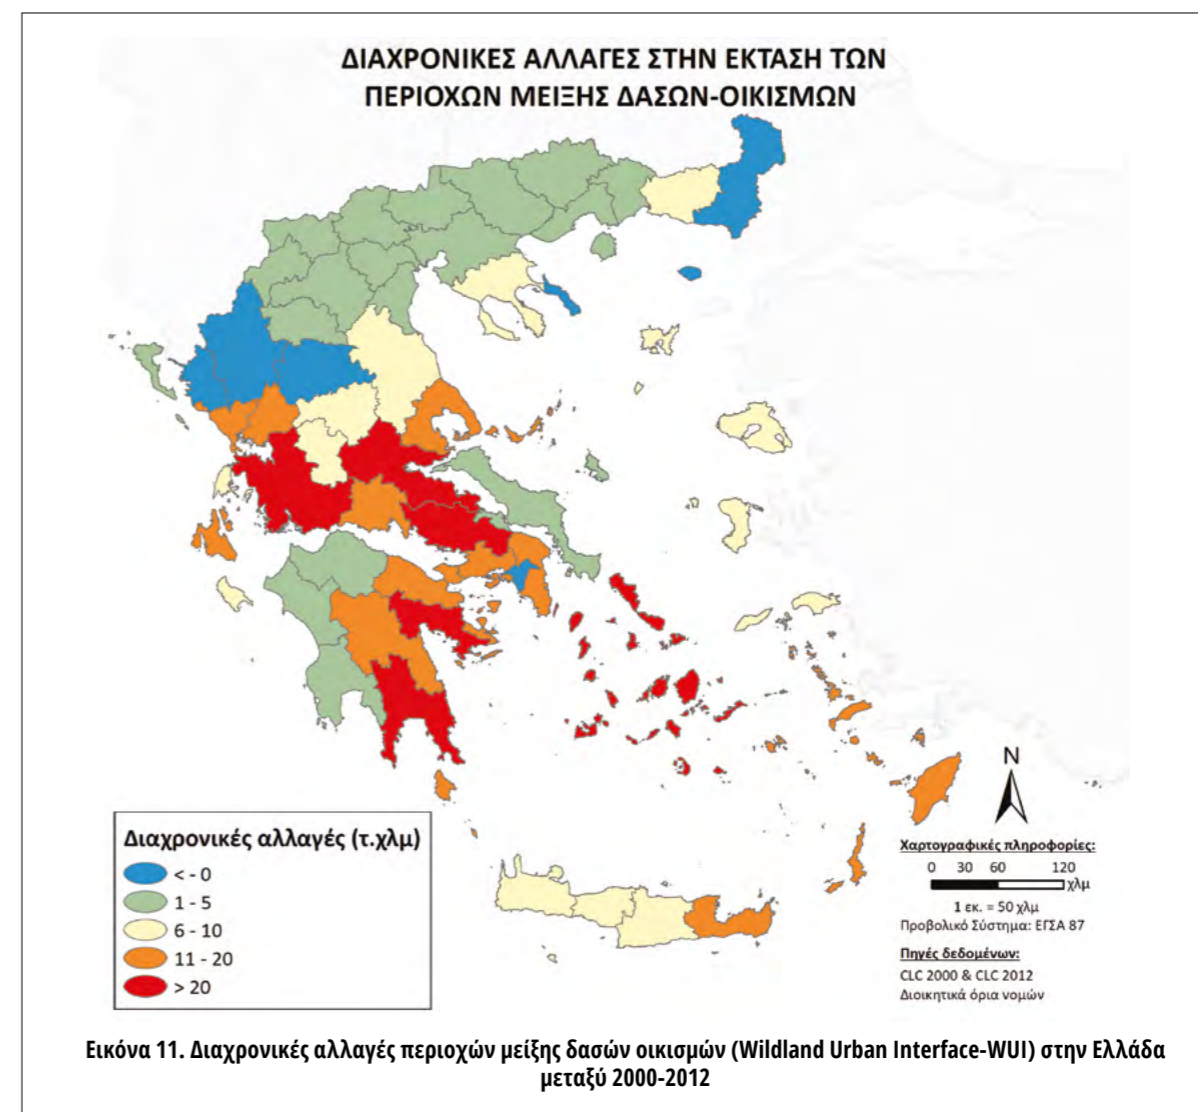 ΔΙΑΧΡΟΝΙΚΕΣ ΑΛΛΑΓΕΣ ΣΤΗΝ ΕΚΤΑΣΗ ΤΩΝ
ΠΕΡΙΟΧΩΝ ΜΕΙΞΗΣ ΔΑΣΩΝ-ΟΙΚΙΣΜΩΝ
N
Διαχρονικές αλλαγές (τ.χλμ)
< - 0
1 - 5
6 - 10
11 - 20
> 20
Χαρτογραφικές πληροφορίες:
0 30 60 120
χλμ
1 εκ. = 50 χλμ
Προβολικό Σύστημα: ΕΓΣΑ 87
Πηγές δεδομένων:
CLC 2000 & CLC 2012
Διοικητικά όρια νομών
Εικόνα 11. Διαχρονικές αλλαγές περιοχών μείξης δασών οικισμών (Wildland Urban Interface-WUI) στην Ελλάδα
μεταξύ 2000-2012